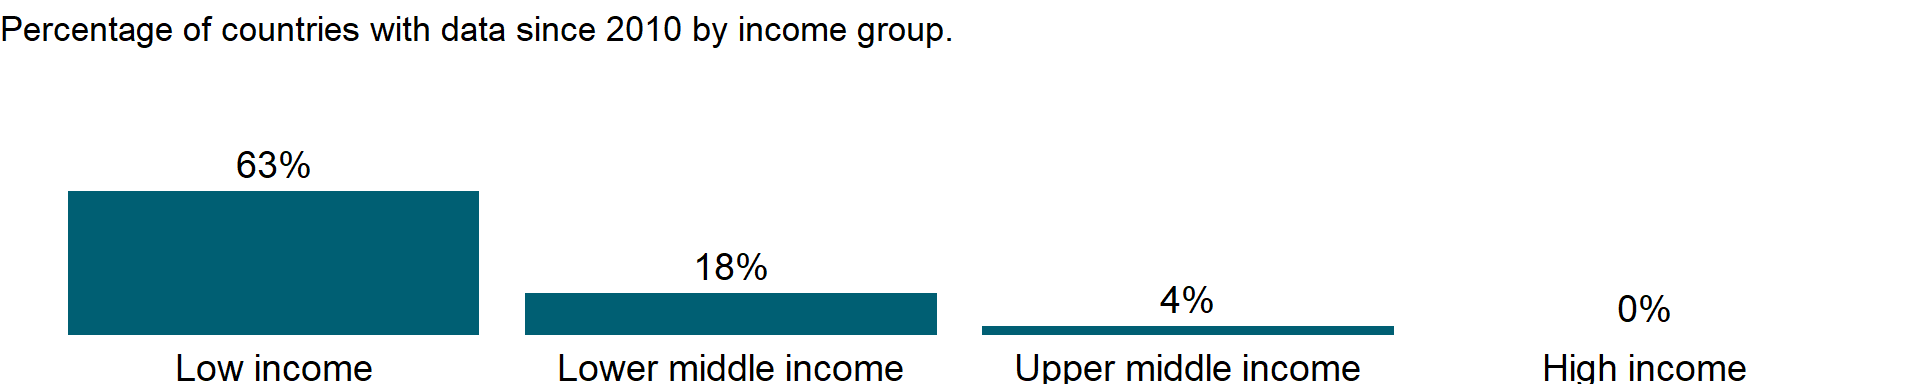 Percentage of countries with data since 2010 by income group.
63%
18%
4%
0%
Low income
Lower middle income
Upper middle income
High income